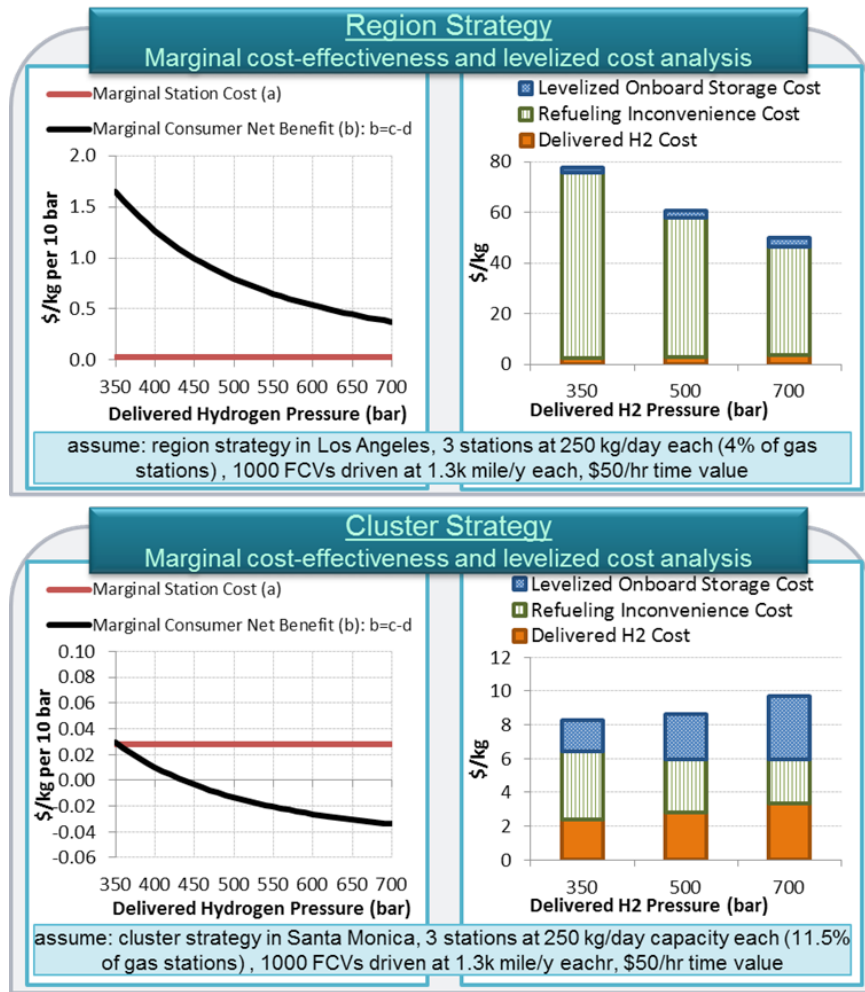 Region Strategy
Marginal cost-effectiveness and levelized cost analysis
Marginal Station Cost (a)
Marginal Consumer Net Benefit (b): b=c-d
2.0
1.5
1.0
0.5
0.0
$/kg per 10 bar
350 400 450 500 550 600 650 700
Delivered Hydrogen Pressure (bar)
Levelized Onboard Storage Cost
Refueling Inconvenience Cost
Delivered H2 Cost
80
60
40
20
0
$/kg
350 500 700
Delivered H2 Pressure (bar)
assume: region strategy in Los Angeles, 3 stations at 250 kg/day each (4% of gas
stations) , 1000 FCVs driven at 1.3k mile/y each, $50/hr time value
Cluster Strategy
Marginal cost-effectiveness and levelized cost analysis
Marginal Station Cost (a)
Marginal Consumer Net Benefit (b): b=c-d
0.10
0.08
0.06
0.04
0.02
0.00
-0.02
-0.04
-0.06
$/kg per 10 bar
350 400 450 500 550 600 650 700
Delivered Hydrogen Pressure (bar)
Levelized Onboard Storage Cost
Refueling Inconvenience Cost
Delivered H2 Cost
12
10
8
6
4
2
0
$/kg
350 500 700
Delivered H2 Pressure (bar)
assume: cluster strategy in Santa Monica, 3 stations at 250 kg/day capacity each (11.5%
of gas stations) , 1000 FCVs driven at 1.3k mile/y eachr, $50/hr time value